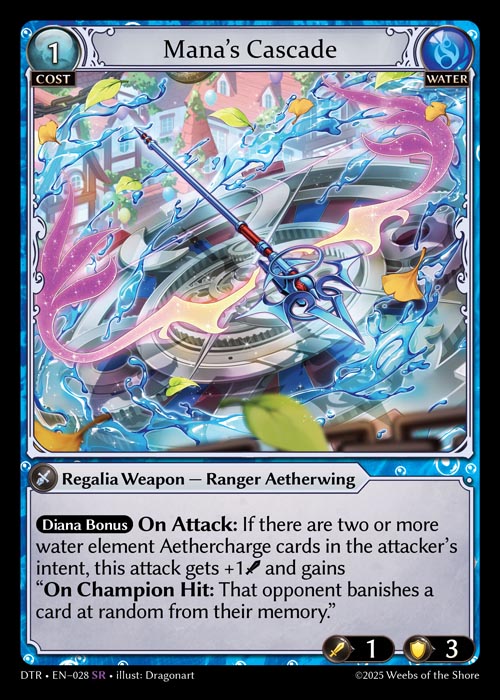 1
Mana's Cascade
COST
WATER
Regalia Weapon — Ranger Aetherwing
Diana Bonus On Attack: If there are two or more
water element Aethercharge cards in the attacker's
intent, this attack gets +1 and gains
“On Champion Hit: That opponent banishes a
card at random from their memory.”
1
3
DTR • EN-028 SR • illust: Dragonart
©2025 Weebs of the Shore